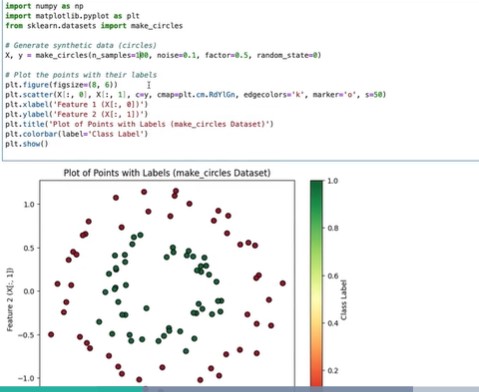 import numpy as np
import matplotlib.pyplot as plt
from sklearn.datasets import make_circles
# Generate synthetic data (circles)
X, y = make_circles(n_samples=100, noise=0.1, factor=0.5, random_state=0)
# Plot the points with their labels
plt.figure(figsize=(8, 6))
plt.scatter(X[:, 0], X[:, 1], c=y, cmap=plt.cm.RdYlGn, edgecolors='k', marker='o', s=50)
plt.xlabel('Feature 1 (X[:, 0])')
plt.ylabel('Feature 2 (X[:, 1])')
plt.title('Plot of Points with Labels (make_circles Dataset)')
plt.colorbar(label='Class Label')
plt.show()
Plot of Points with Labels (make_circles Dataset)
1.0
0.5
0.0
−0.5
−1.0
Feature 2 (X[:, 1])
1.0
0.8
0.6
0.4
0.2
Class Label